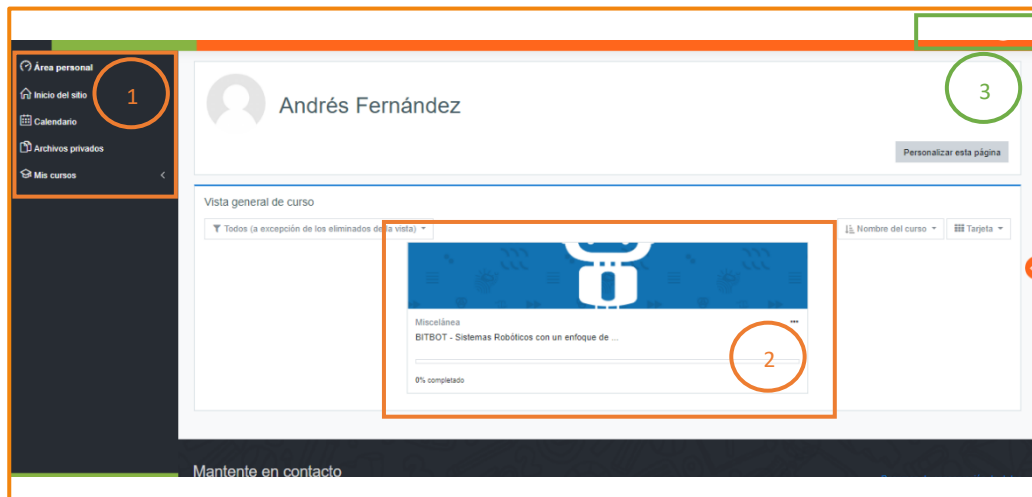 Área personal
Inicio del sitio
1
Calendario
Archivos privados
Mis cursos
Andrés Fernández
3
Personalizar esta página
Vista general de curso
Todos (a excepción de los eliminados de la vista)
Nombre del curso
Tarjeta
Miscelánea
BITBOT - Sistemas Robóticos con un enfoque de ...
2
0% completado
Mantente en contacto